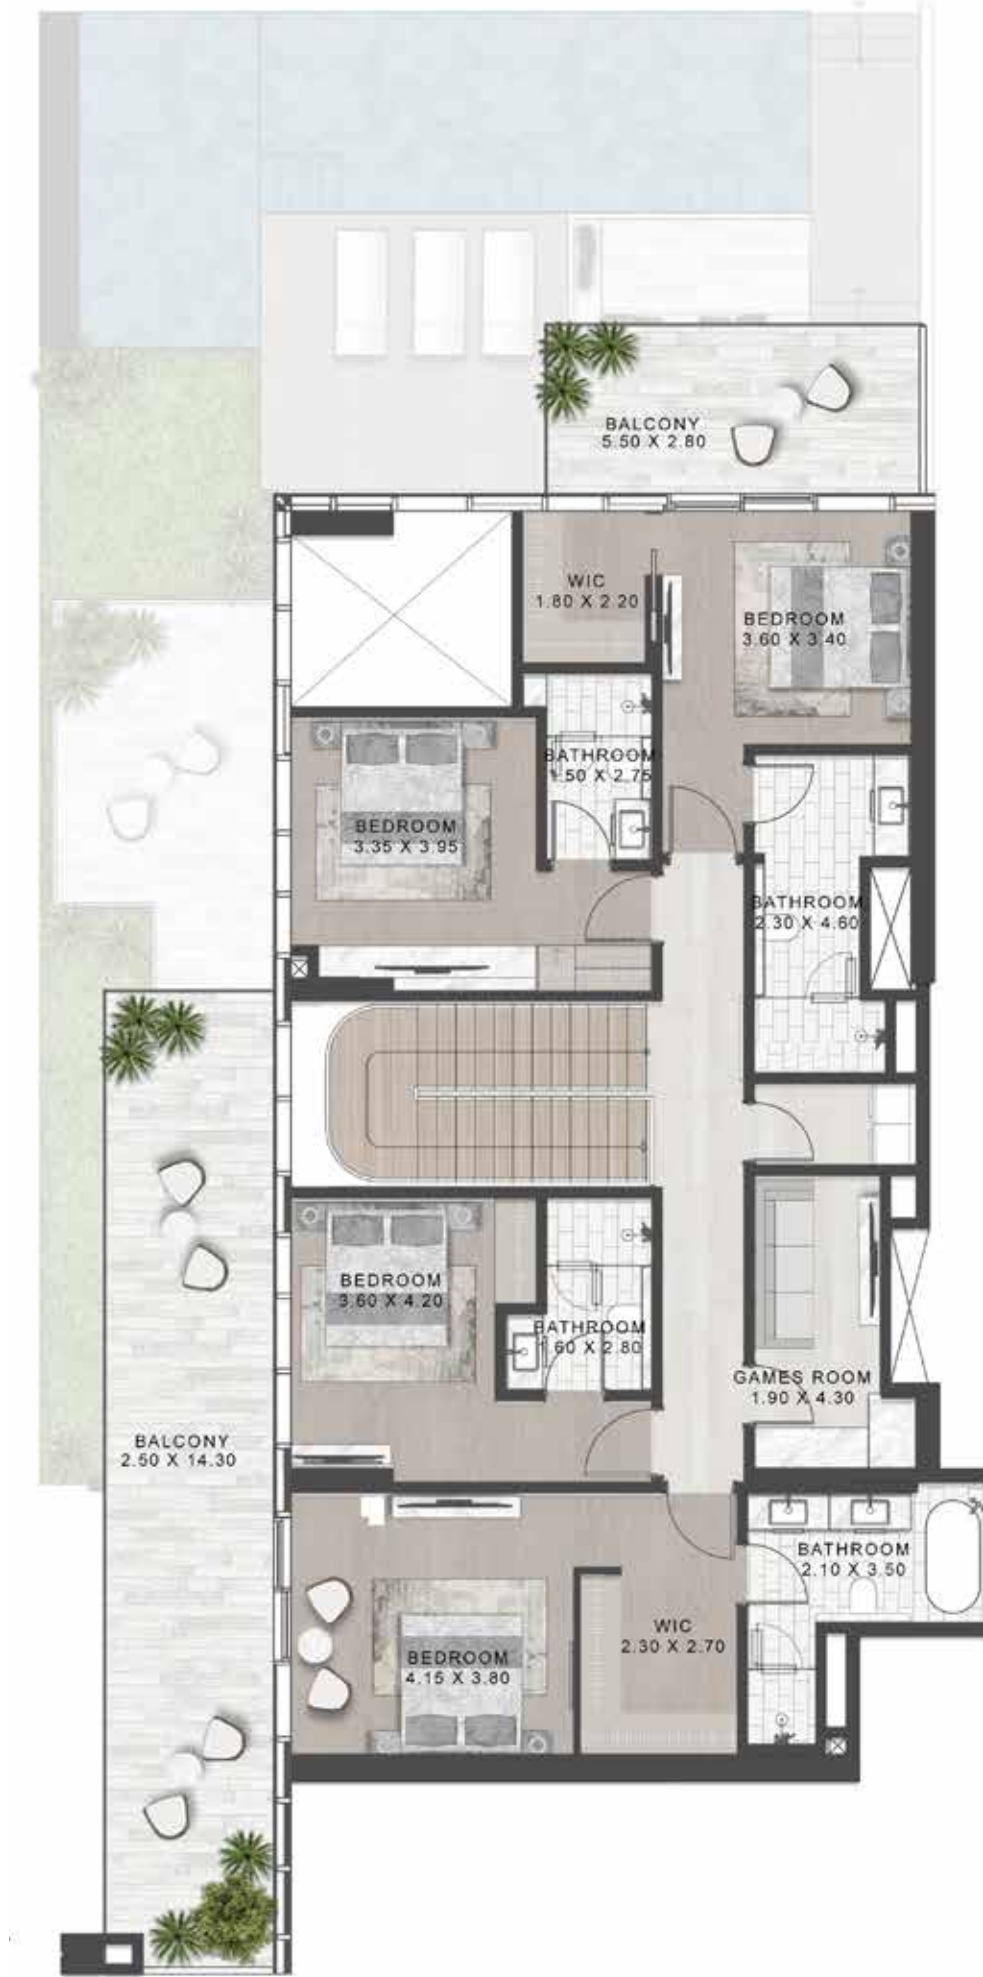 BALCONY
5.50 X 2.80
WIC
1.80 X 2.20
BEDROOM
3.60 X 3.40
BATHROOM
1.50 X 2.75
BEDROOM
3.35 X 3.95
BATHROOM
2.30 X 4.60
BEDROOM
3.60 X 4.20
BATHROOM
1.60 X 2.80
GAMES ROOM
1.90 X 4.30
BALCONY
2.50 X 14.30
BATHROOM
2.10 X 3.50
WIC
2.30 X 2.70
BEDROOM
4.15 X 3.80